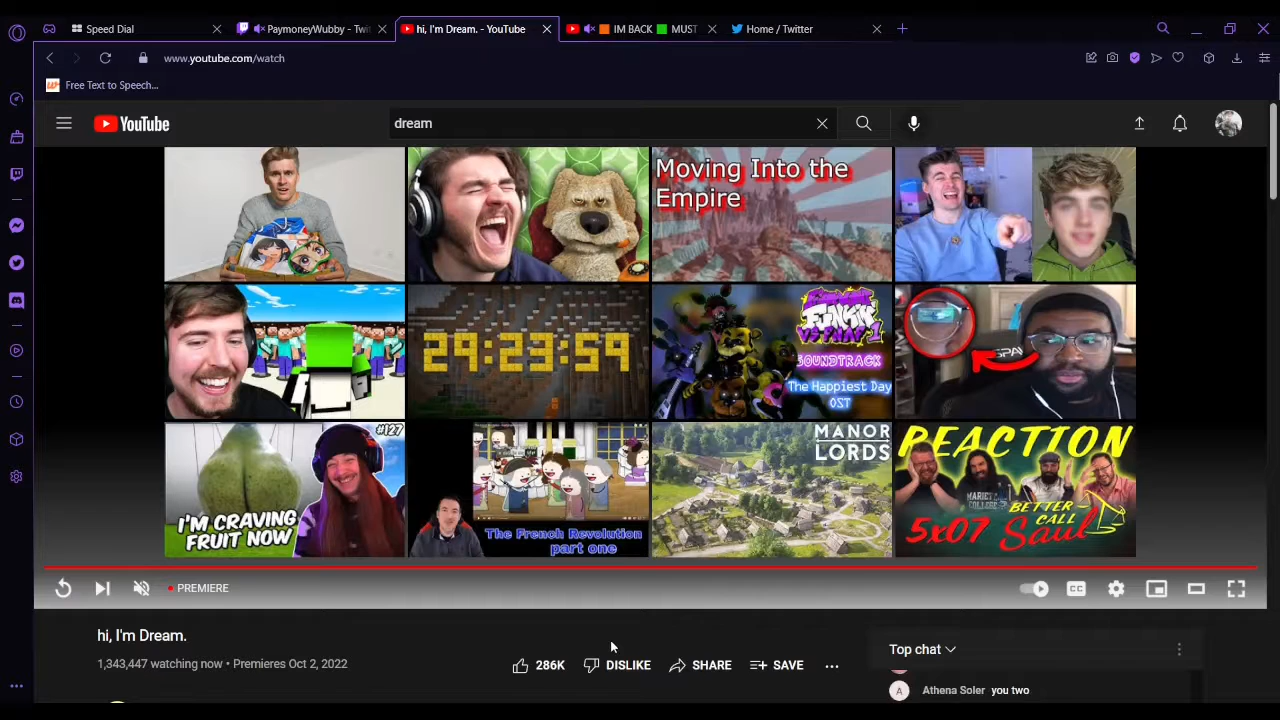 Speed Dial
PaymoneyWubby - Twi
hi, I'm Dream. - YouTube
IM BACK
MUST
Home / Twitter
www.youtube.com/watch
Free Text to Speech...
YouTube
dream
Moving Into the
Empire
29:23:59
FUNKIN
VS FNAF 1
SOUNDTRACK
The Happiest Day
OST
#127
I'M CRAVING
FRUIT NOW
The French Revolution
part one
MANOR
LORDS
REACTION
BETTER
CALL
5x07 Saul
PREMIERE
CC
hi, I'm Dream.
1,343,447 watching now • Premieres Oct 2, 2022
286K DISLIKE SHARE SAVE
Top chat
A Athena Soler you two